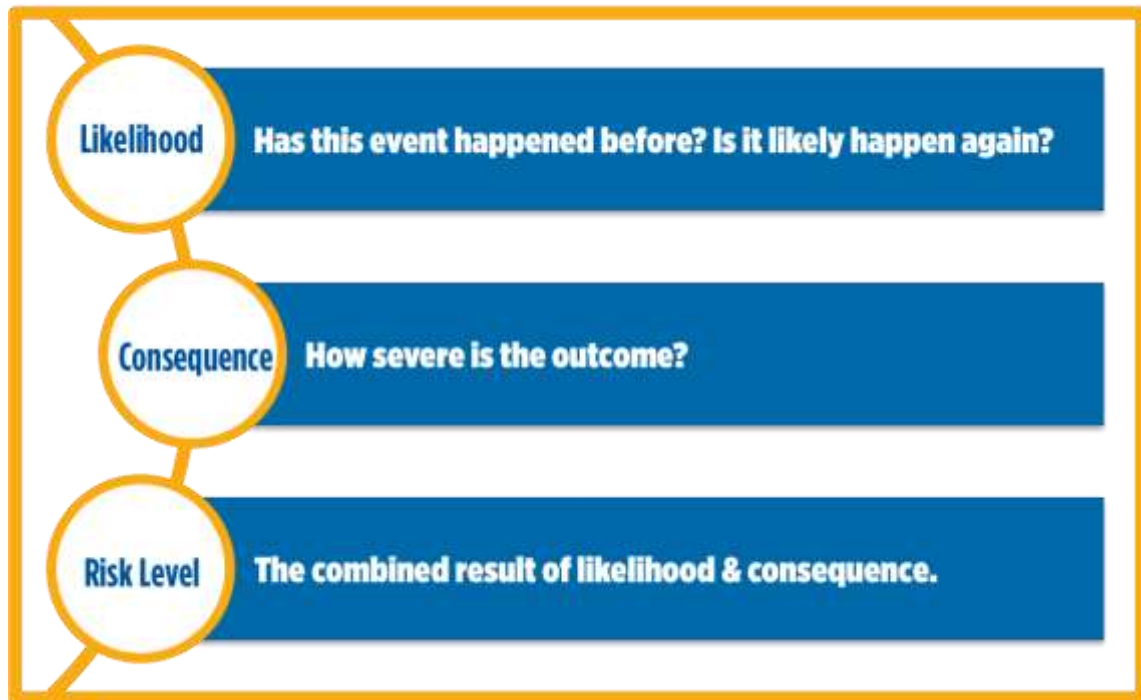 Likelihood
Has this event happened before? Is it likely happen again?
Consequence
How severe is the outcome?
Risk Level
The combined result of likelihood & consequence.